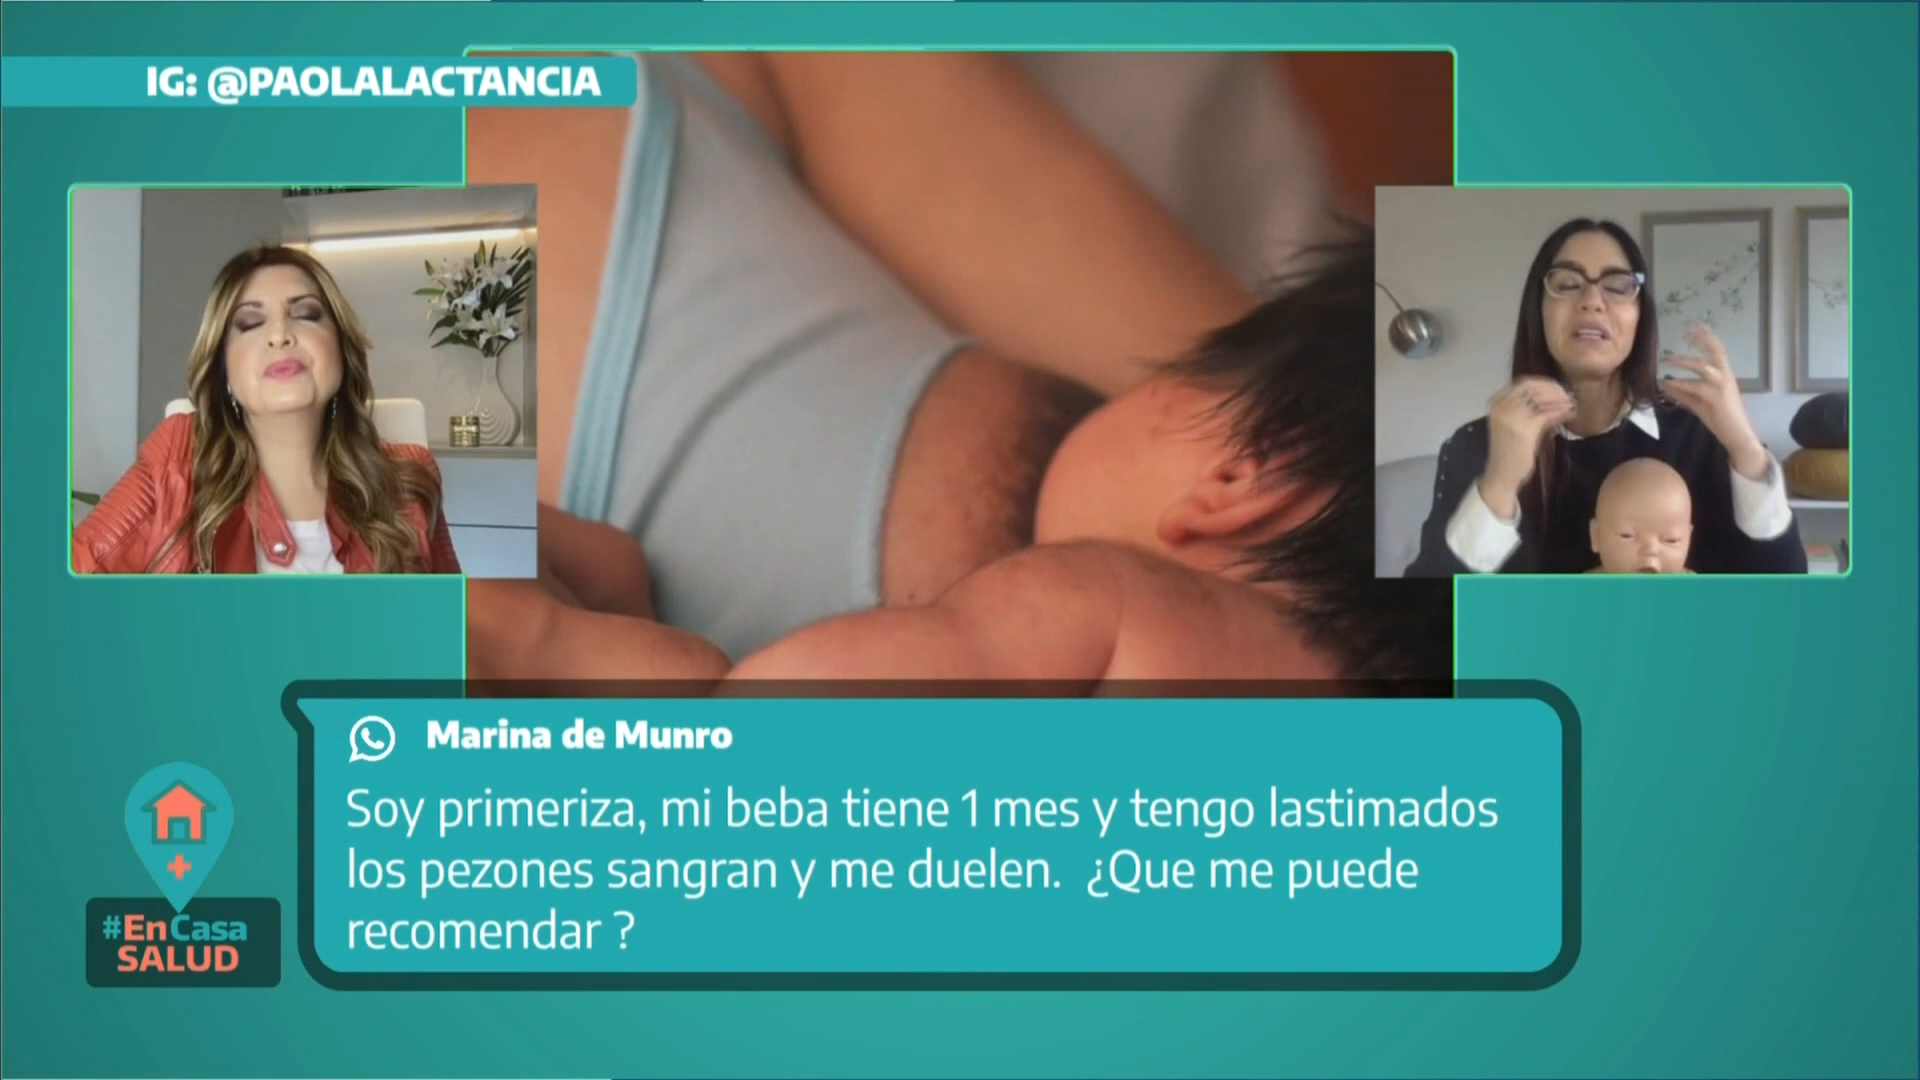 IG: @PAOLALACTANCIA
Marina de Munro
Soy primeriza, mi beba tiene 1 mes y tengo lastimados
los pezones sangran y me duelen. ¿Que me puede
recomendar ?
#EnCasa
SALUD